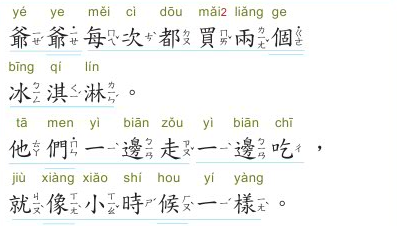 yé ye měi cì dōu mǎi2 liǎng ge
爺爺每次都買兩個
bīng qí lín
冰淇淋。
tā men yì biān zǒu yì biān chī
他們一邊走一邊吃，
jiù xiàng xiǎo shí hou yí yàng
就像小時候一樣。